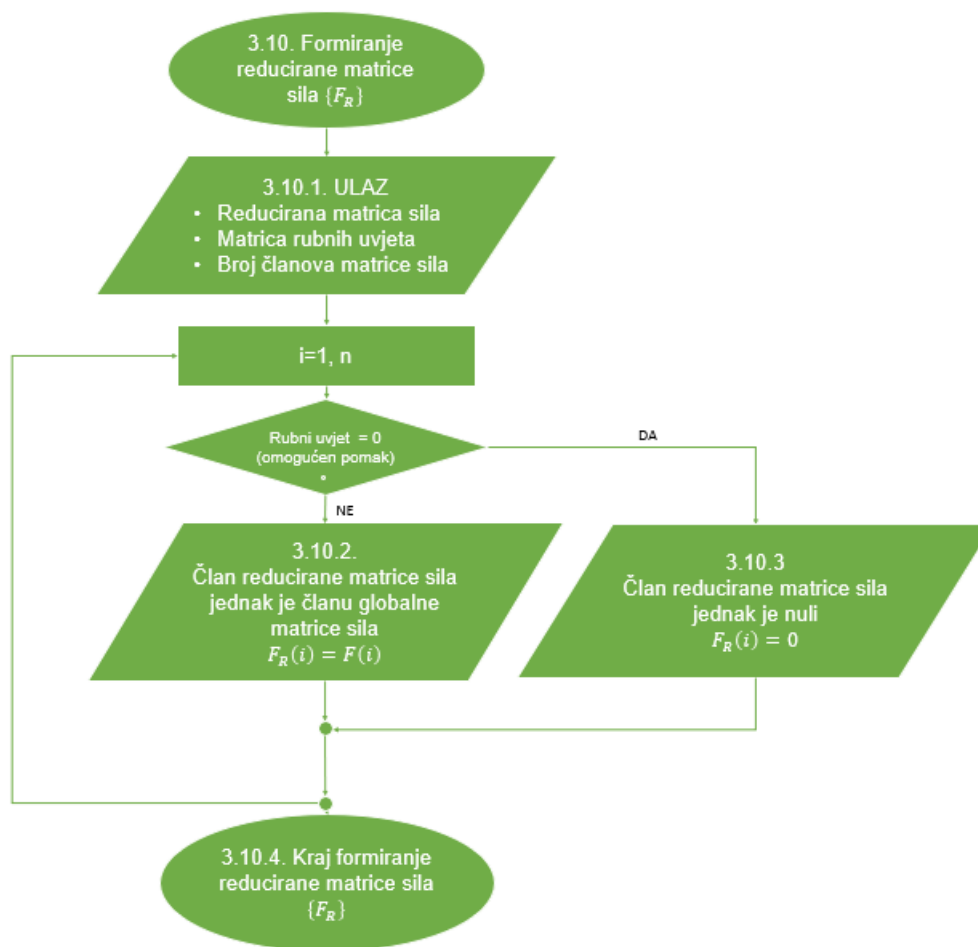 3.10. Formiranje
reducirane matrice
sila {F_R}
3.10.1. ULAZ
• Reducirana matrica sila
• Matrica rubnih uvjeta
• Broj članova matrice sila
i=1, n
Rubni uvjet = 0
(omogućen pomak)
DA
NE
3.10.2.
Član reducirane matrice sila
jednak je članu globalne
matrice sila
F_R(i) = F(i)
3.10.3
Član reducirane matrice sila
jednak je nuli
F_R(i) = 0
3.10.4. Kraj formiranje
reducirane matrice sila
{F_R}